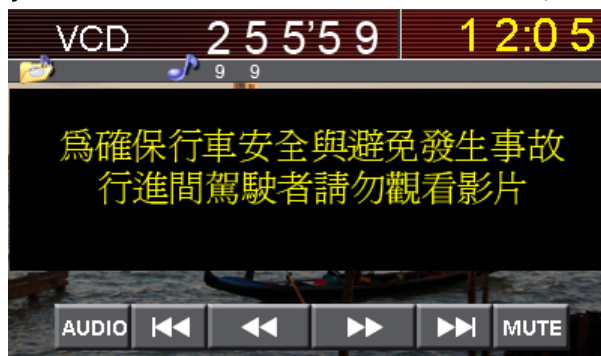 VCD 2 5 5’5 9 1 2:0 5
9 9
爲確保行車安全與避免發生事故
行進間駕駛者請勿觀看影片
AUDIO MUTE